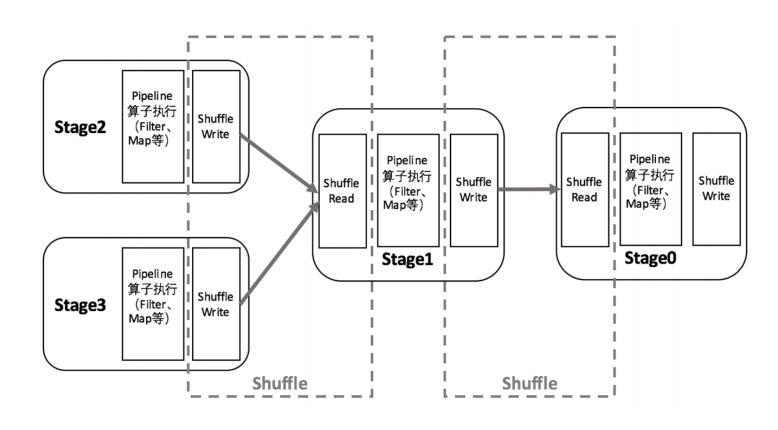 Stage2
Pipeline
算子执行
（Filter、
Map等）
Shuffle
Write
Stage3
Pipeline
算子执行
（Filter、
Map等）
Shuffle
Write
Shuffle
Shuffle
Read
Pipeline
算子执行
（Filter、
Map等）
Shuffle
Write
Stage1
Shuffle
Shuffle
Read
Pipeline
算子执行
（Filter、
Map等）
Shuffle
Write
Stage0